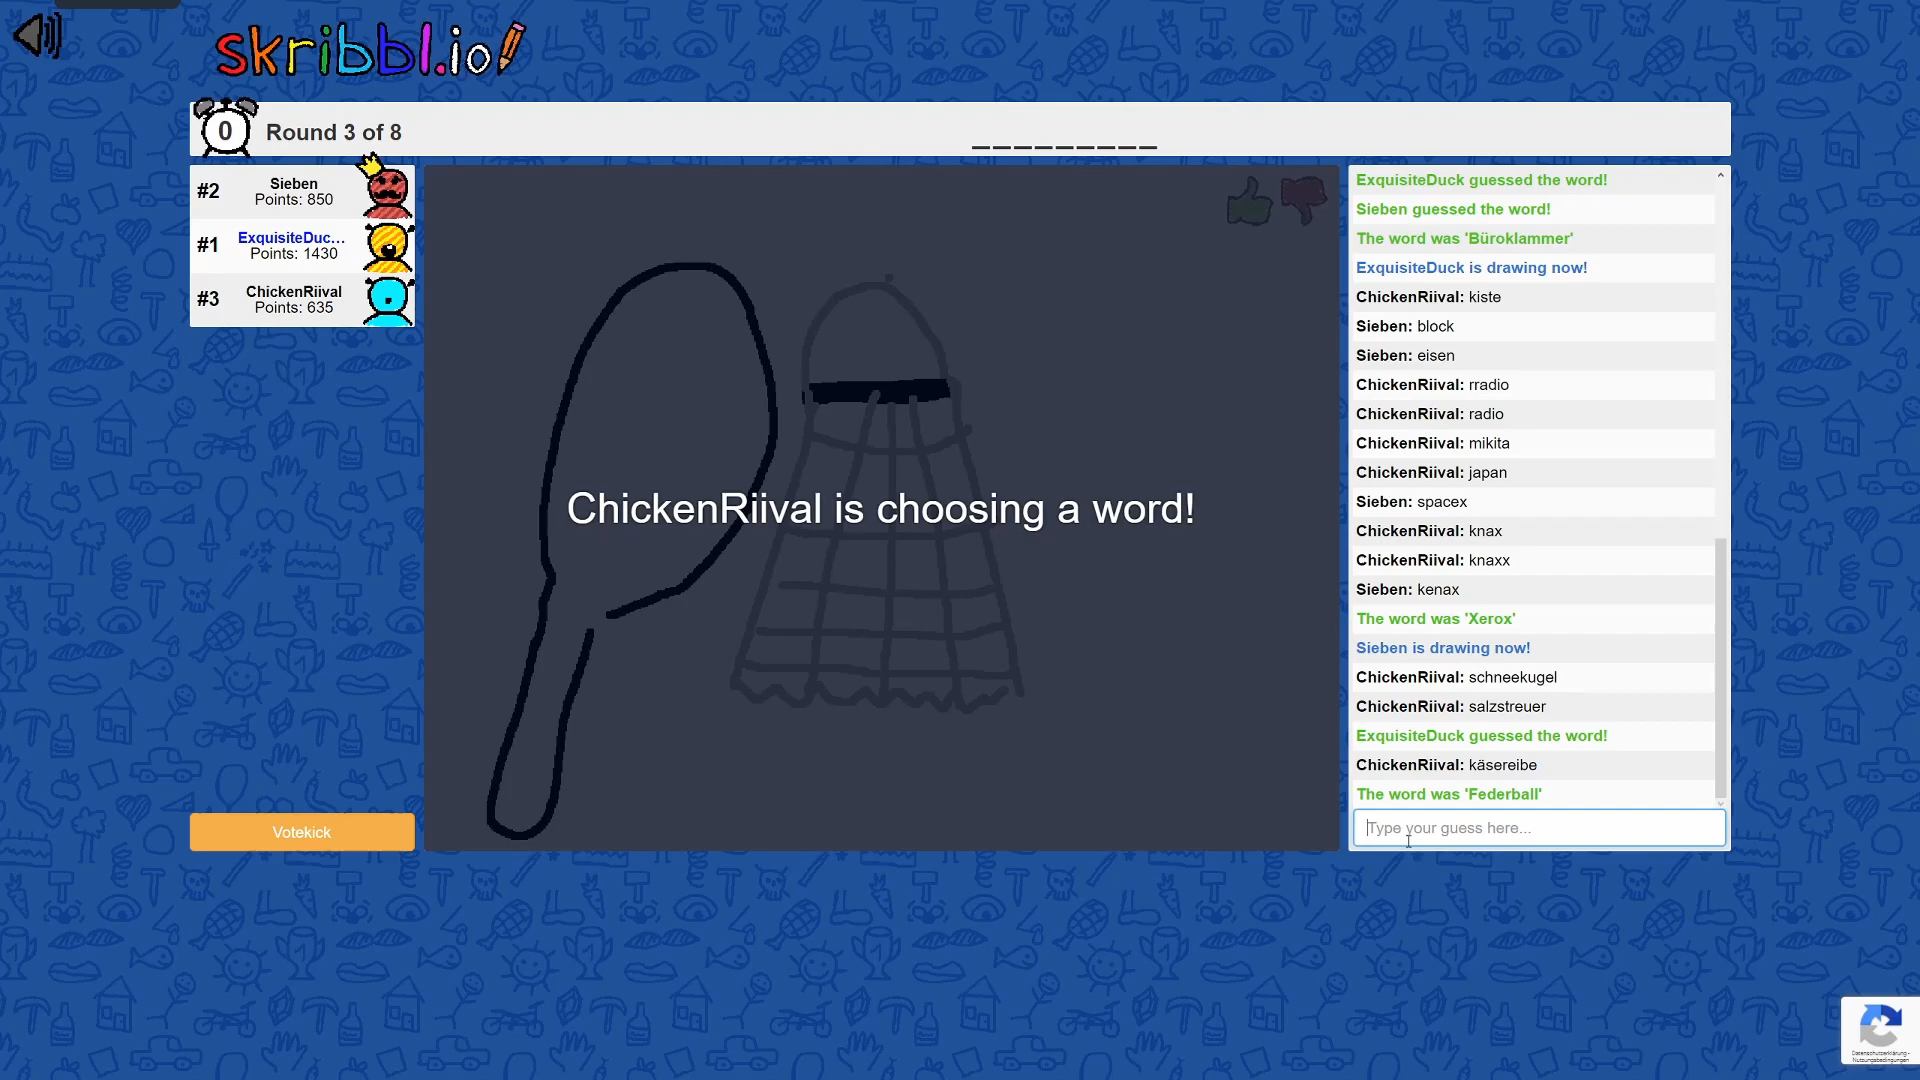 skribbl.io!
0
Round 3 of 8
_ _ _ _ _ _ _ _ _
#2
Sieben
Points: 850
#1
ExquisiteDuc...
Points: 1430
#3
ChickenRiival
Points: 635
Votekick
ChickenRiival is choosing a word!
ExquisiteDuck guessed the word!
Sieben guessed the word!
The word was 'Büroklammer'
ExquisiteDuck is drawing now!
ChickenRiival: kiste
Sieben: block
Sieben: eisen
ChickenRiival: rradio
ChickenRiival: radio
ChickenRiival: mikita
ChickenRiival: japan
Sieben: spacex
ChickenRiival: knax
ChickenRiival: knaxx
Sieben: kenax
The word was 'Xerox'
Sieben is drawing now!
ChickenRiival: schneekugel
ChickenRiival: salzstreuer
ExquisiteDuck guessed the word!
ChickenRiival: käsereibe
The word was 'Federball'
Type your guess here...
Datenschutzerklärung -
Nutzungsbedingungen